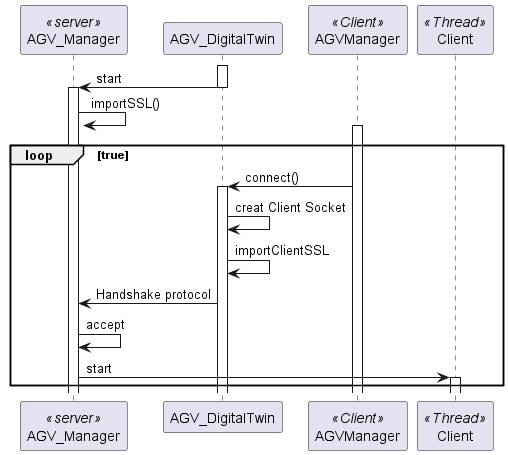 «server»
AGV_Manager
AGV_DigitalTwin
«Client»
AGVManager
«Thread»
Client
start
importSSL()
loop
[true]
connect()
creat Client Socket
importClientSSL
Handshake protocol
accept
start
«server»
AGV_Manager
AGV_DigitalTwin
«Client»
AGVManager
«Thread»
Client